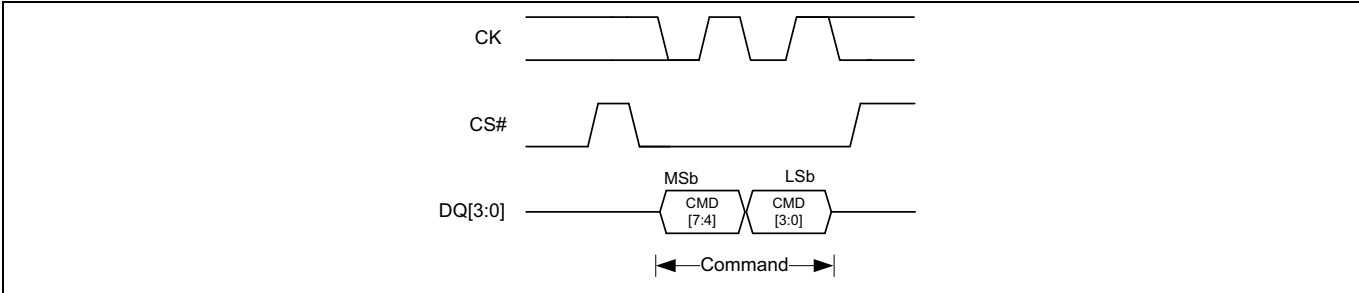 CK
CS#
MSb LSb
DQ[3:0]
CMD
[7:4]
CMD
[3:0]
Command